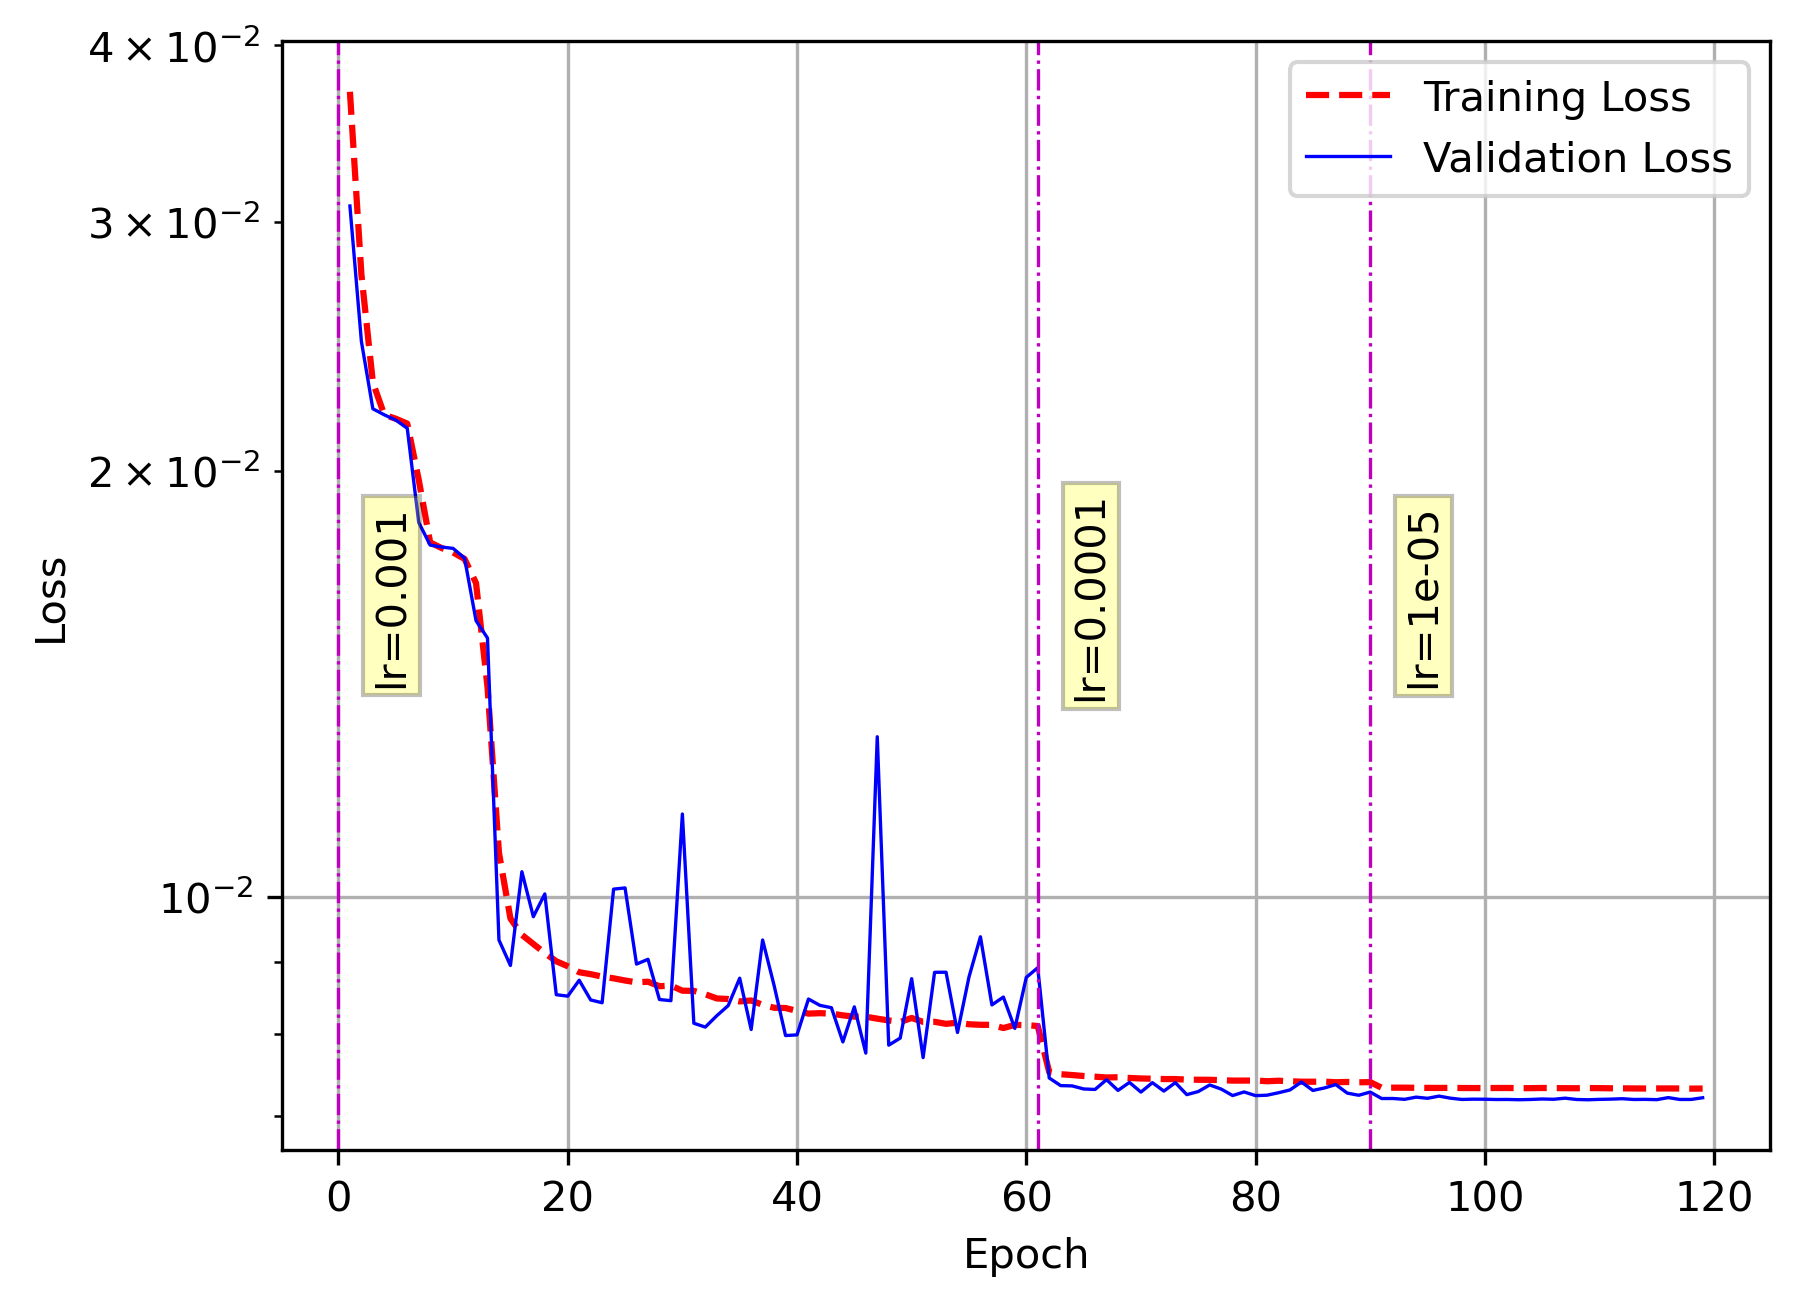 4 × 10⁻²
3 × 10⁻²
2 × 10⁻²
10⁻²
Loss
Training Loss
Validation Loss
lr=0.001
lr=0.0001
lr=1e-05
0 20 40 60 80 100 120
Epoch